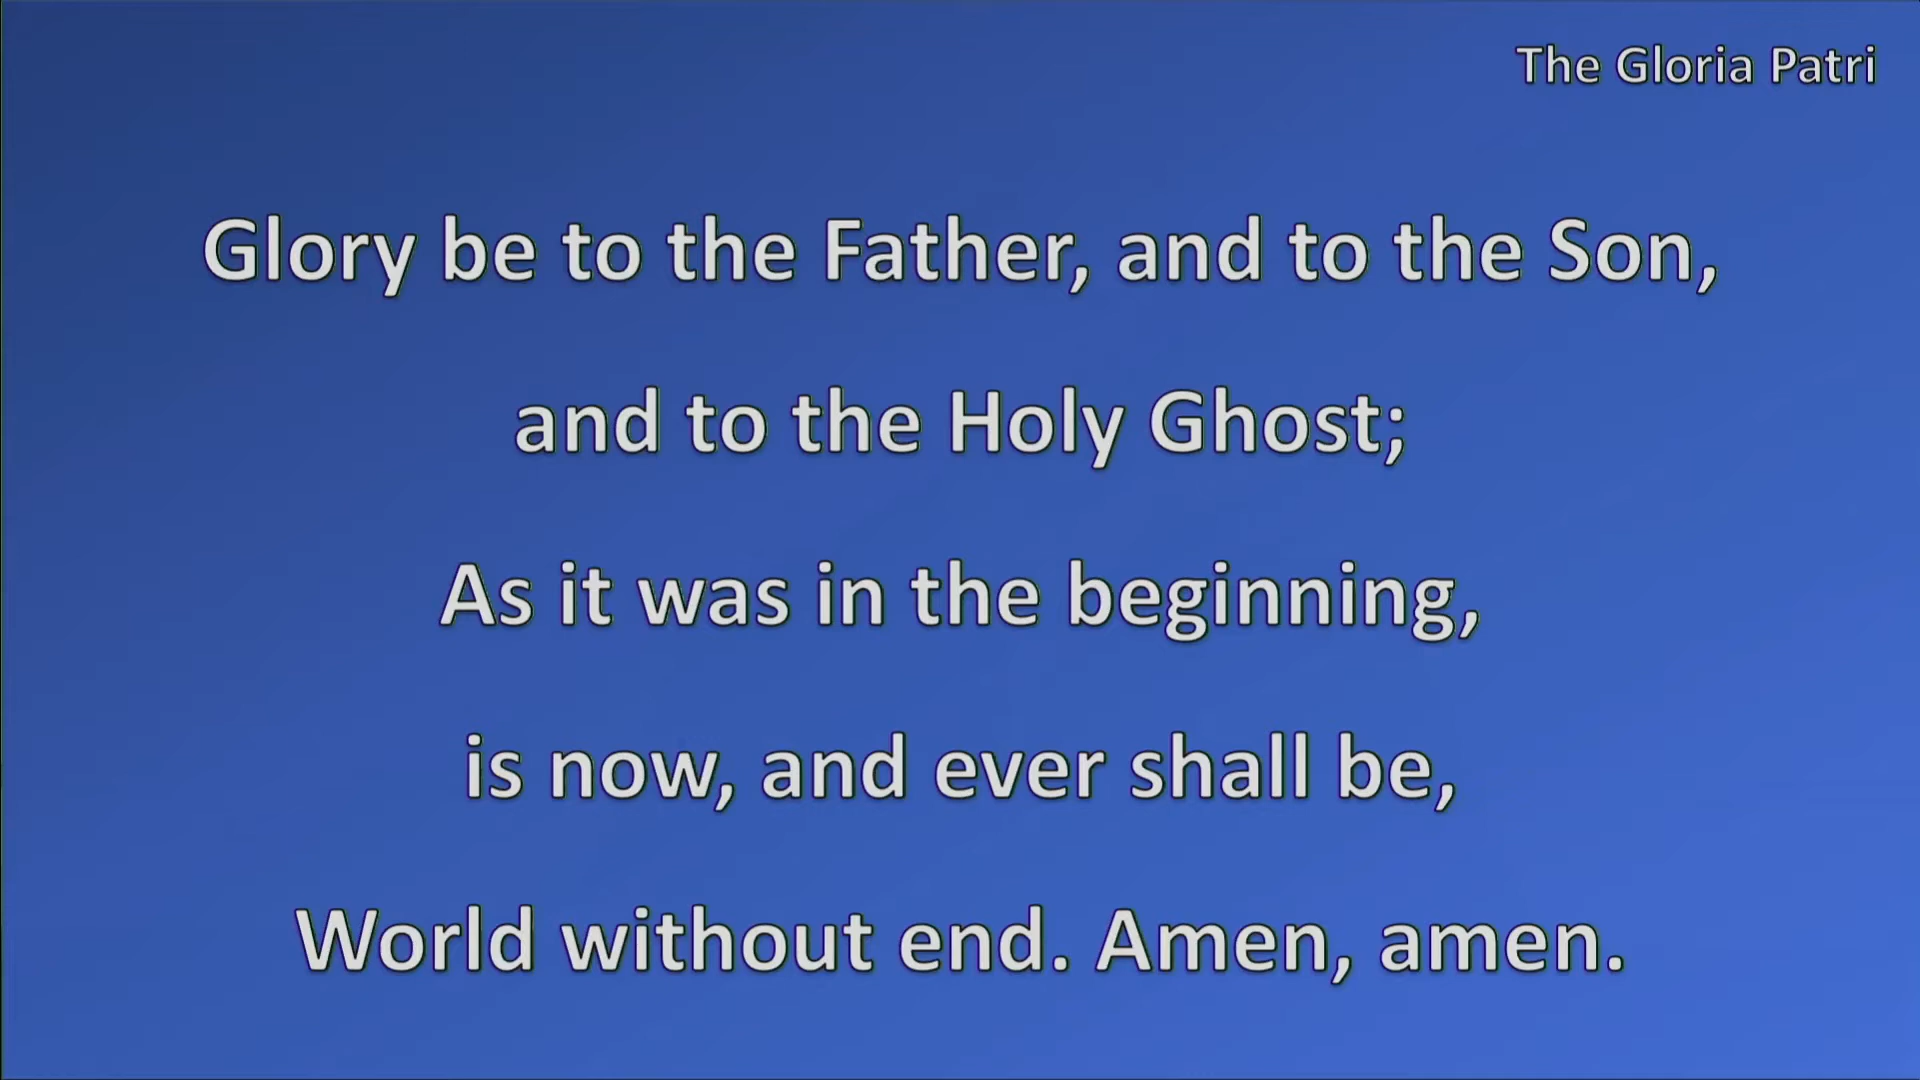 The Gloria Patri
Glory be to the Father, and to the Son,
and to the Holy Ghost;
As it was in the beginning,
is now, and ever shall be,
World without end. Amen, amen.